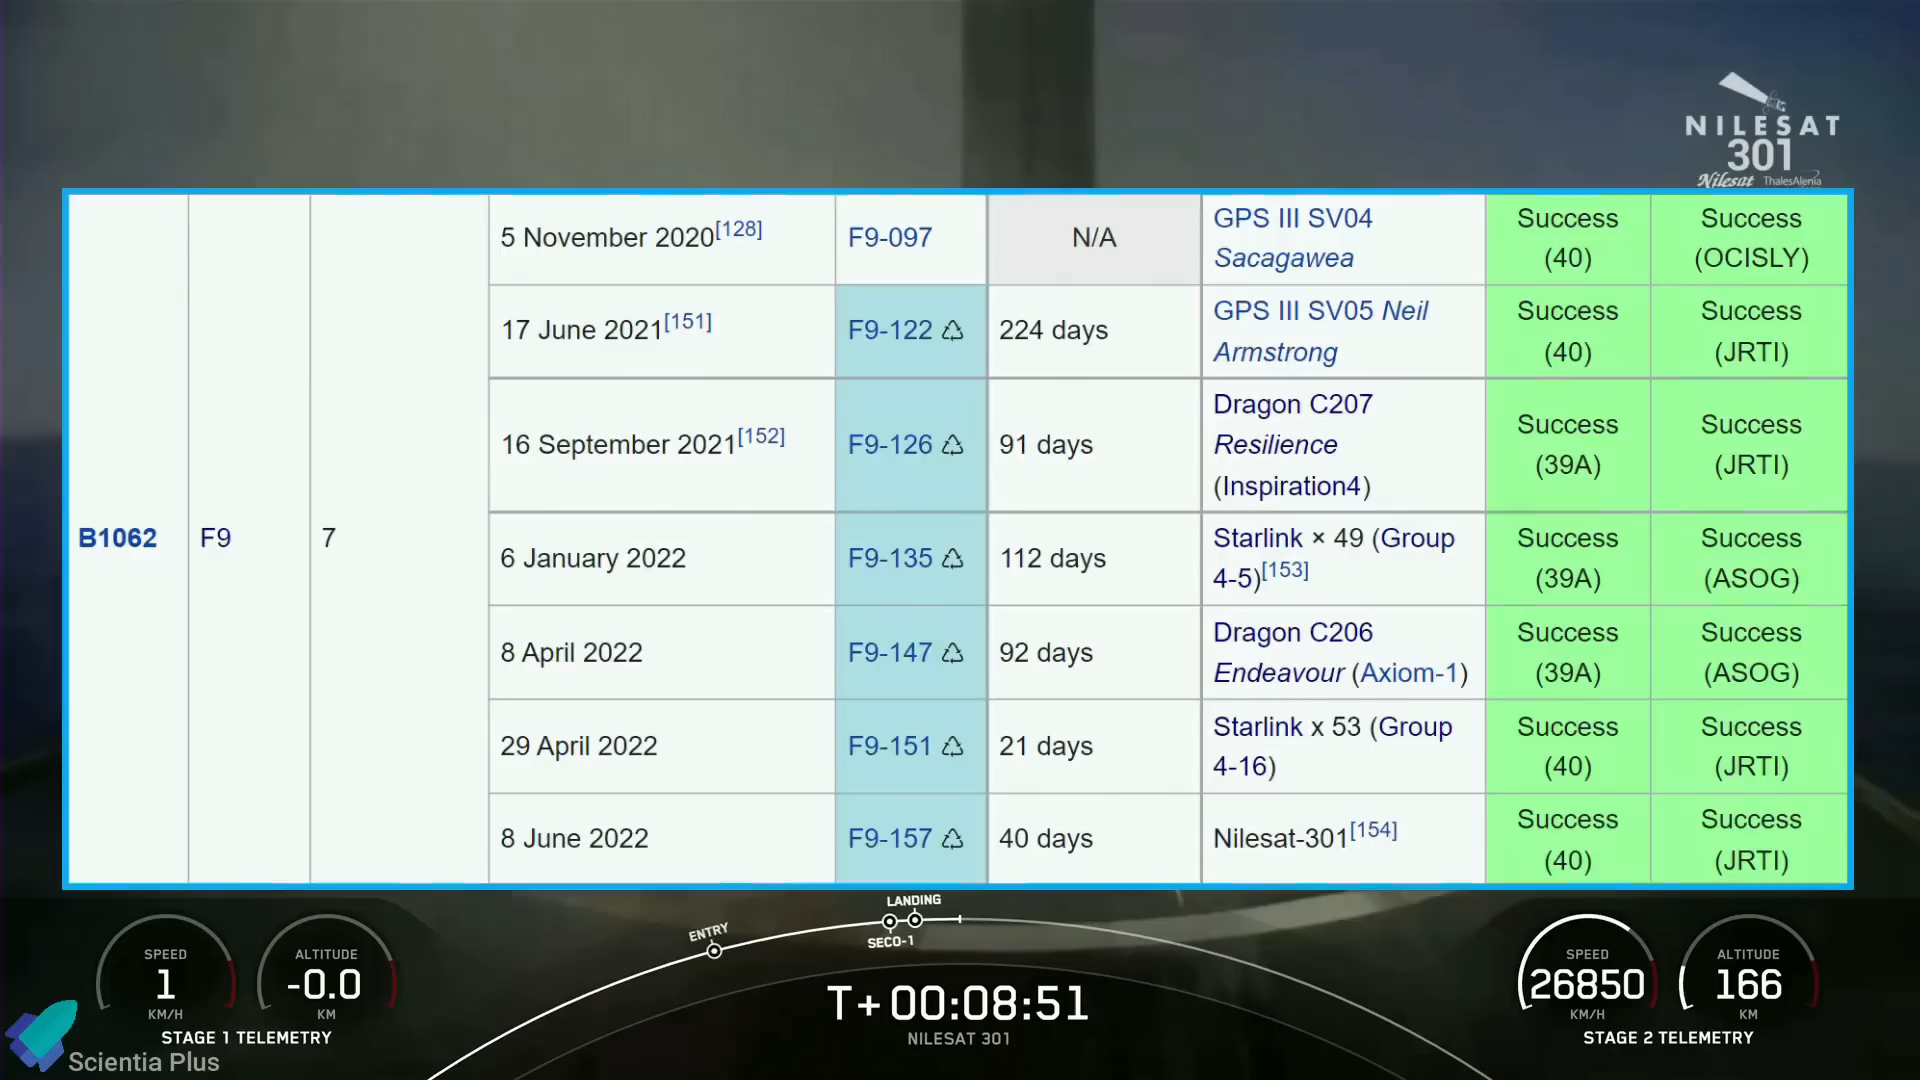 NILESAT
301
Nilesat ThalesAlenia
B1062 F9 7
5 November 2020[128] F9-097 N/A GPS III SV04 Success Success
Sacagawea (40) (OCISLY)
17 June 2021[151] F9-122 224 days GPS III SV05 Neil Success Success
Armstrong (40) (JRTI)
16 September 2021[152] F9-126 91 days Dragon C207 Success Success
Resilience (39A) (JRTI)
(Inspiration4)
6 January 2022 F9-135 112 days Starlink × 49 (Group Success Success
4-5)[153] (39A) (ASOG)
8 April 2022 F9-147 92 days Dragon C206 Success Success
Endeavour (Axiom-1) (39A) (ASOG)
29 April 2022 F9-151 21 days Starlink x 53 (Group Success Success
4-16) (40) (JRTI)
8 June 2022 F9-157 40 days Nilesat-301[154] Success Success
(40) (JRTI)
SPEED
1
KM/H
ALTITUDE
-0.0
KM
STAGE 1 TELEMETRY
ENTRY
SECO-1
LANDING
T+00:08:51
NILESAT 301
SPEED
26850
KM/H
ALTITUDE
166
KM
STAGE 2 TELEMETRY
Scientia Plus